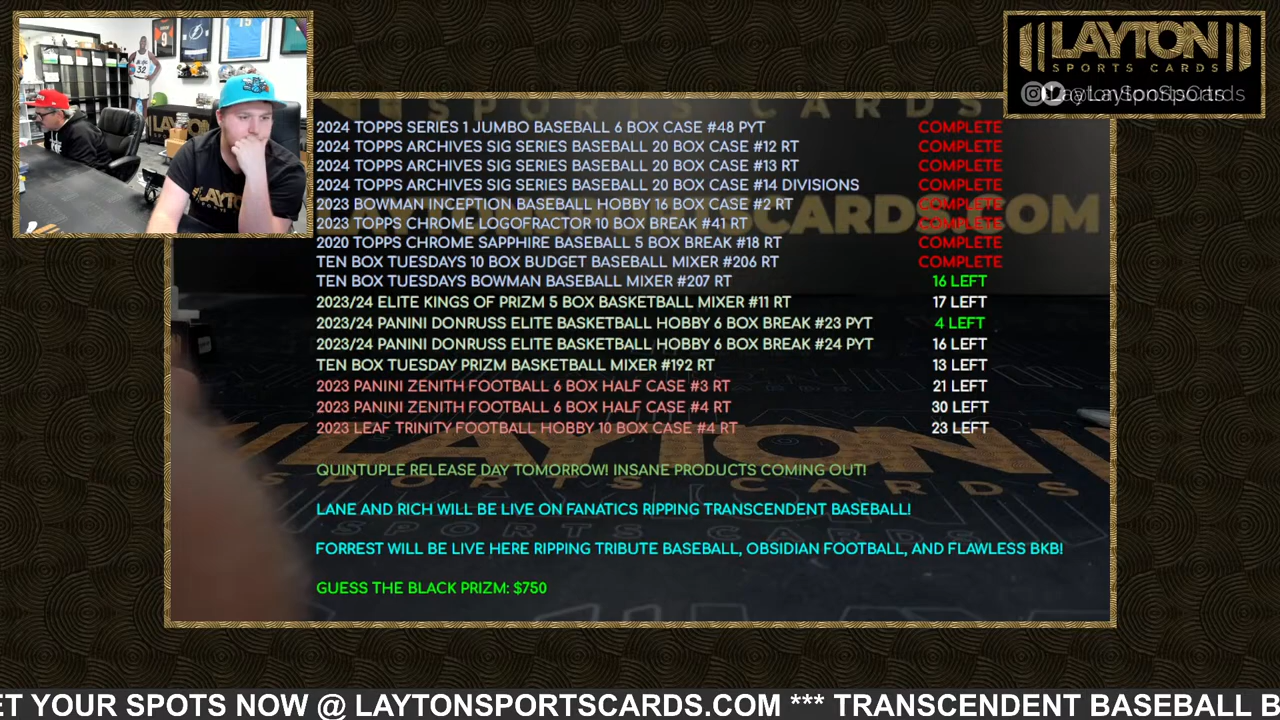 LAYTON
SPORTS CARDS
2024 TOPPS SERIES 1 JUMBO BASEBALL 6 BOX CASE #48 PYT COMPLETE
2024 TOPPS ARCHIVES SIG SERIES BASEBALL 20 BOX CASE #12 RT COMPLETE
2024 TOPPS ARCHIVES SIG SERIES BASEBALL 20 BOX CASE #13 RT COMPLETE
2024 TOPPS ARCHIVES SIG SERIES BASEBALL 20 BOX CASE #14 DIVISIONS COMPLETE
2023 BOWMAN INCEPTION BASEBALL HOBBY 16 BOX CASE #2 RT COMPLETE
2023 TOPPS CHROME LOGOFRACTOR 10 BOX BREAK #41 RT COMPLETE
2020 TOPPS CHROME SAPPHIRE BASEBALL 5 BOX BREAK #18 RT COMPLETE
TEN BOX TUESDAYS 10 BOX BUDGET BASEBALL MIXER #206 RT COMPLETE
TEN BOX TUESDAYS BOWMAN BASEBALL MIXER #207 RT 16 LEFT
2023/24 ELITE KINGS OF PRIZM 5 BOX BASKETBALL MIXER #11 RT 17 LEFT
2023/24 PANINI DONRUSS ELITE BASKETBALL HOBBY 6 BOX BREAK #23 PYT 4 LEFT
2023/24 PANINI DONRUSS ELITE BASKETBALL HOBBY 6 BOX BREAK #24 PYT 16 LEFT
TEN BOX TUESDAY PRIZM BASKETBALL MIXER #192 RT 13 LEFT
2023 PANINI ZENITH FOOTBALL 6 BOX HALF CASE #3 RT 21 LEFT
2023 PANINI ZENITH FOOTBALL 6 BOX HALF CASE #4 RT 30 LEFT
2023 LEAF TRINITY FOOTBALL HOBBY 10 BOX CASE #4 RT 23 LEFT
QUINTUPLE RELEASE DAY TOMORROW! INSANE PRODUCTS COMING OUT!
LANE AND RICH WILL BE LIVE ON FANATICS RIPPING TRANSCENDENT BASEBALL!
FORREST WILL BE LIVE HERE RIPPING TRIBUTE BASEBALL, OBSIDIAN FOOTBALL, AND FLAWLESS BKB!
GUESS THE BLACK PRIZM: $750
LAYTON
SPORTS CARDS
CARDS.COM
ET YOUR SPOTS NOW @ LAYTONSPORTSCARDS.COM *** TRANSCENDENT BASEBALL B